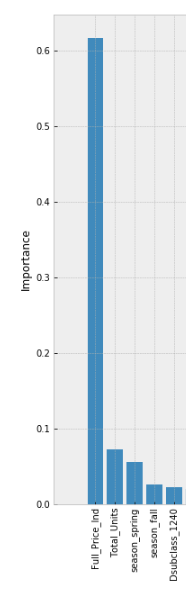 0.6
0.5
0.4
0.3
0.2
0.1
0.0
Importance
Full_Price_Ind
Total_Units
season_spring
season_fall
Dsubclass_1240